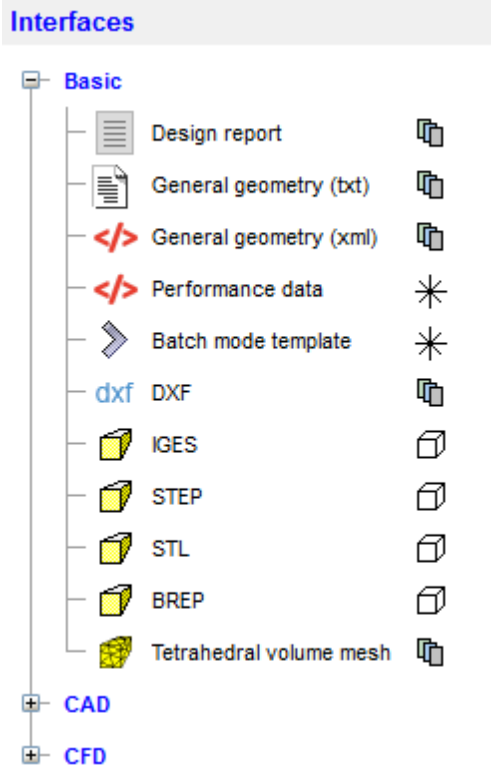 Interfaces
Basic
Design report
General geometry (txt)
</> General geometry (xml)
</> Performance data
Batch mode template
dxf DXF
IGES
STEP
STL
BREP
Tetrahedral volume mesh
CAD
CFD